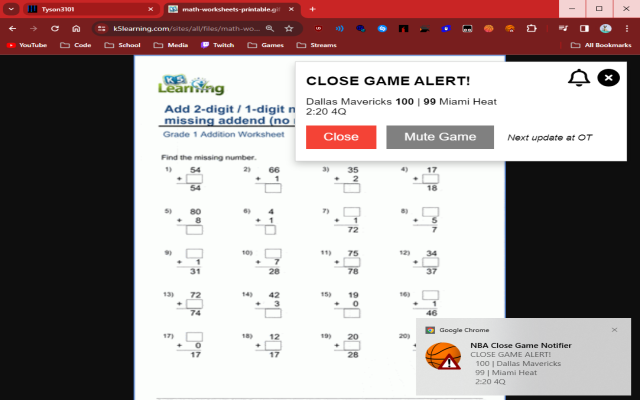 Tyson3101
math-worksheets-printable.gif
k5learning.com/sites/all/files/math-wo...
YouTube
Code
School
Media
Twitch
Games
Streams
All Bookmarks
K5
Learning
Add 2-digit / 1-digit
missing addend (no
Grade 1 Addition Worksheet
Find the missing number.
1) 54
+
54
2) 66
+ 1
3) 35
+ 2
4) 17
+
18
5) 80
+ 8
6) 4
+ 1
7)
+ 1
72
8)
+ 5
7
9)
+ 1
31
10)
+ 7
28
11) 75
+
78
12) 34
+
37
13) 72
+
74
14) 42
+ 3
15) 19
+ 0
16)
+ 1
46
17)
+ 0
17
18) 12
+
17
19) 20
+
28
20)
CLOSE GAME ALERT!
Dallas Mavericks 100 | 99 Miami Heat
2:20 4Q
Close
Mute Game
Next update at OT
Google Chrome
NBA Close Game Notifier
CLOSE GAME ALERT!
100 | Dallas Mavericks
99 | Miami Heat
2:20 4Q